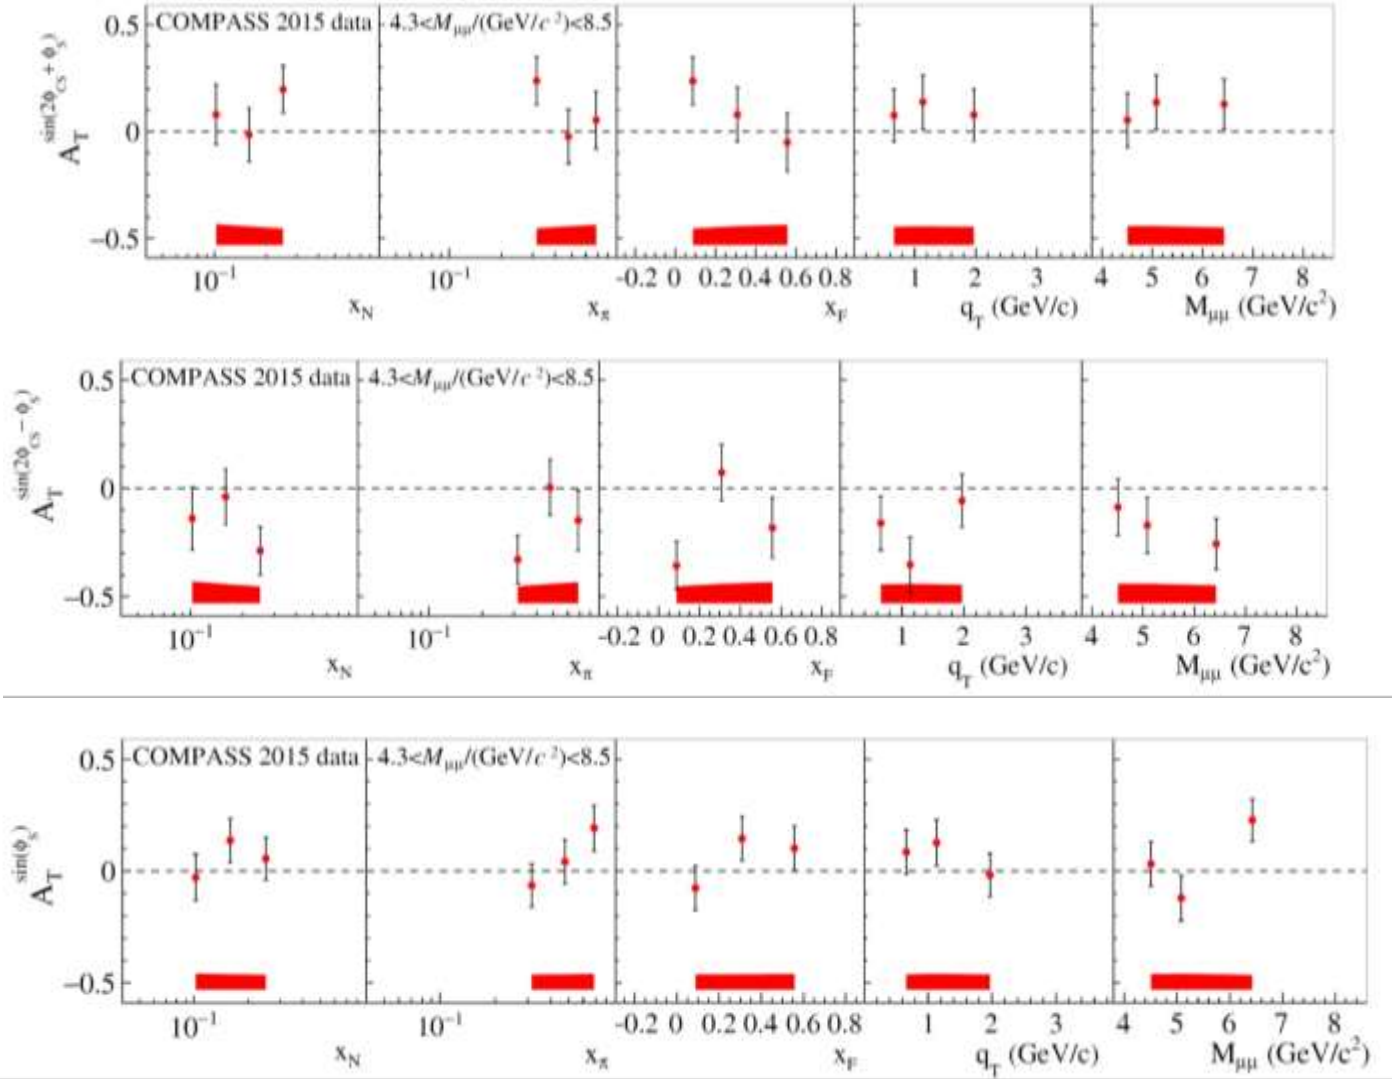 0.5 COMPASS 2015 data 4.3<Mμμ/(GeV/c²)<8.5
A_T^sin(2ϕ_CS + ϕ_S)
0
−0.5
10⁻¹ 10⁻¹ -0.2 0 0.2 0.4 0.6 0.8 1 2 3 4 5 6 7 8
x_N x_π x_F q_T (GeV/c) M_μμ (GeV/c²)
0.5 COMPASS 2015 data 4.3<Mμμ/(GeV/c²)<8.5
A_T^sin(2ϕ_CS − ϕ_S)
0
−0.5
10⁻¹ 10⁻¹ -0.2 0 0.2 0.4 0.6 0.8 1 2 3 4 5 6 7 8
x_N x_π x_F q_T (GeV/c) M_μμ (GeV/c²)
0.5 COMPASS 2015 data 4.3<Mμμ/(GeV/c²)<8.5
A_T^sin(ϕ_S)
0
−0.5
10⁻¹ 10⁻¹ -0.2 0 0.2 0.4 0.6 0.8 1 2 3 4 5 6 7 8
x_N x_π x_F q_T (GeV/c) M_μμ (GeV/c²)